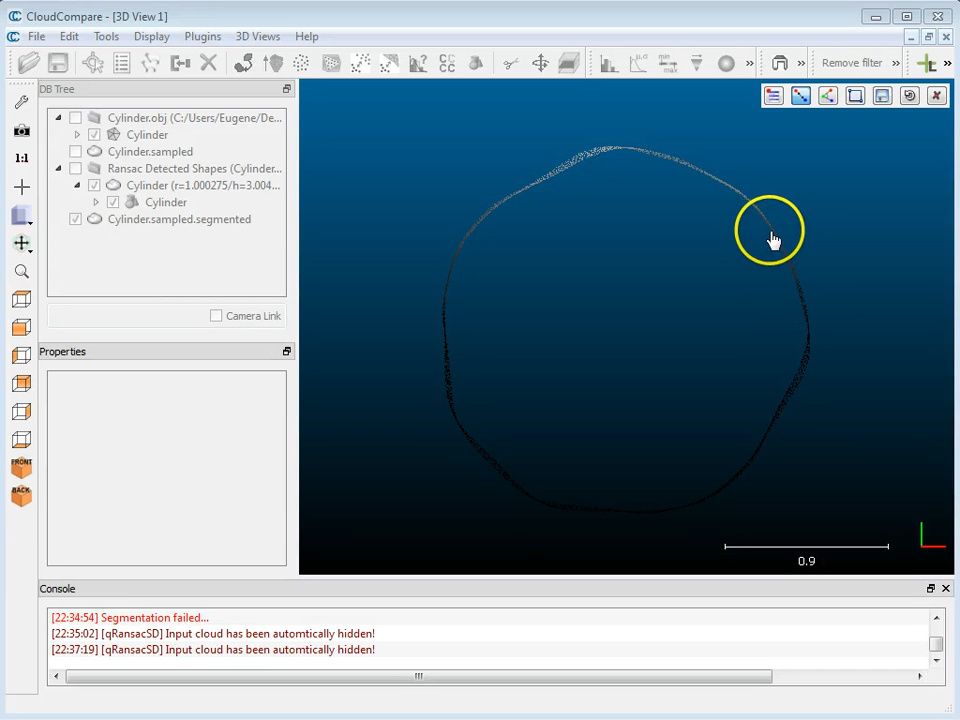 CloudCompare - [3D View 1]
File Edit Tools Display Plugins 3D Views Help
Remove filter
DB Tree
Cylinder.obj (C:/Users/Eugene/De...
Cylinder
Cylinder.sampled
Ransac Detected Shapes (Cylinder...
Cylinder (r=1.000275/h=3.004...
Cylinder
Cylinder.sampled.segmented
Camera Link
Properties
1:1
FRONT
BACK
0.9
Console
[22:34:54] Segmentation failed...
[22:35:02] [qRansacSD] Input cloud has been automtically hidden!
[22:37:19] [qRansacSD] Input cloud has been automtically hidden!